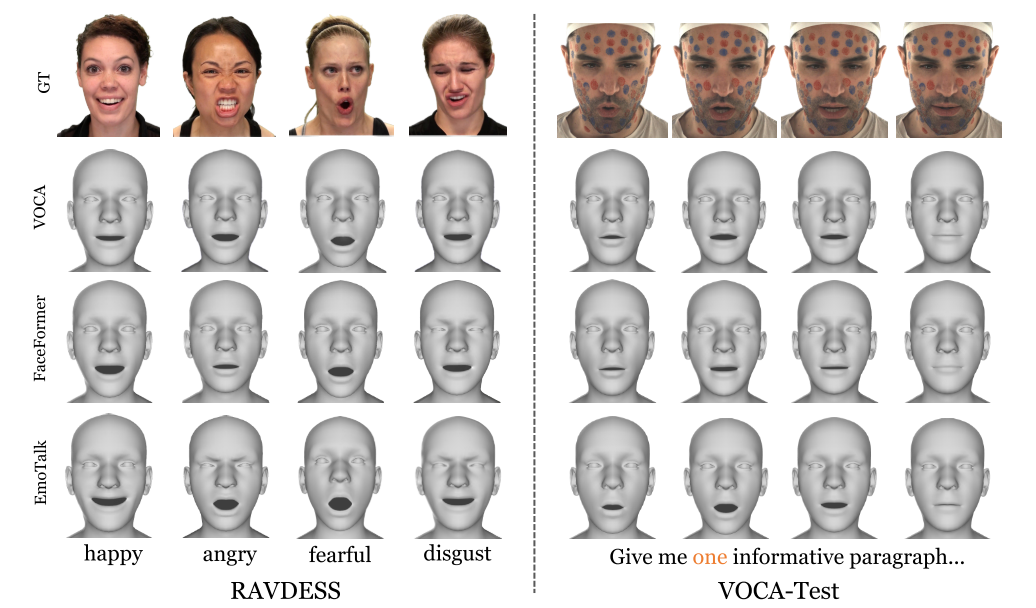 GT
VOCA
FaceFormer
EmoTalk
happy angry fearful disgust
RAVDESS
Give me one informative paragraph...
VOCA-Test